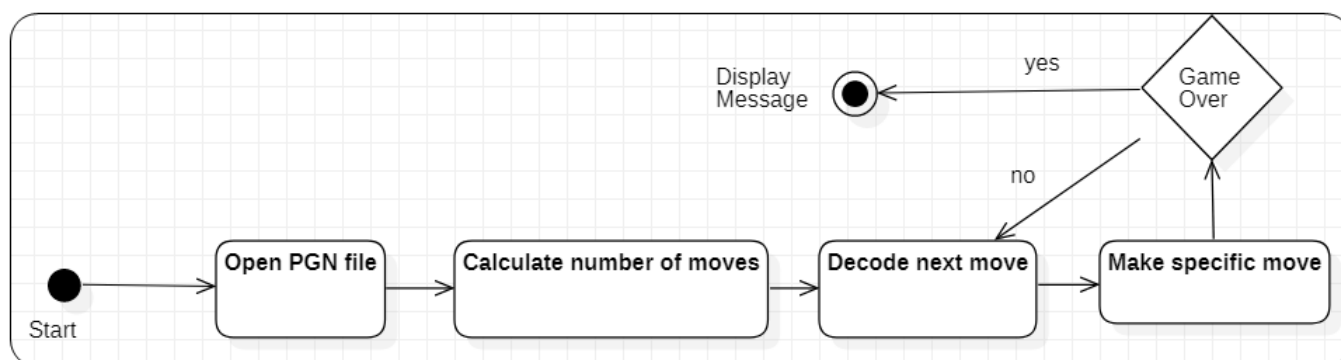 Display
Message
yes
Game
Over
no
Open PGN file
Calculate number of moves
Decode next move
Make specific move
Start